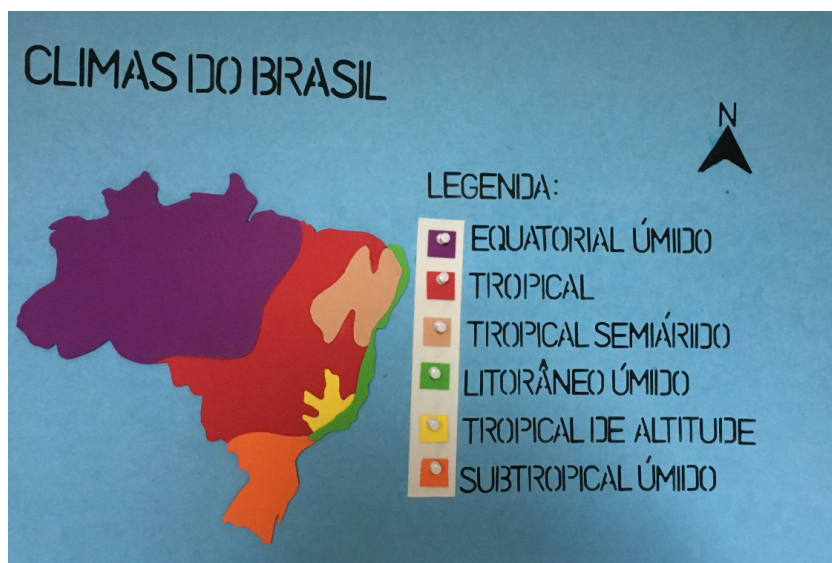 CLIMAS DO BRASIL
N
LEGENDA:
EQUATORIAL ÚMIDO
TROPICAL
TROPICAL SEMIÁRIDO
LITORÂNEO ÚMIDO
TROPICAL DE ALTITUDE
SUBTROPICAL ÚMIDO